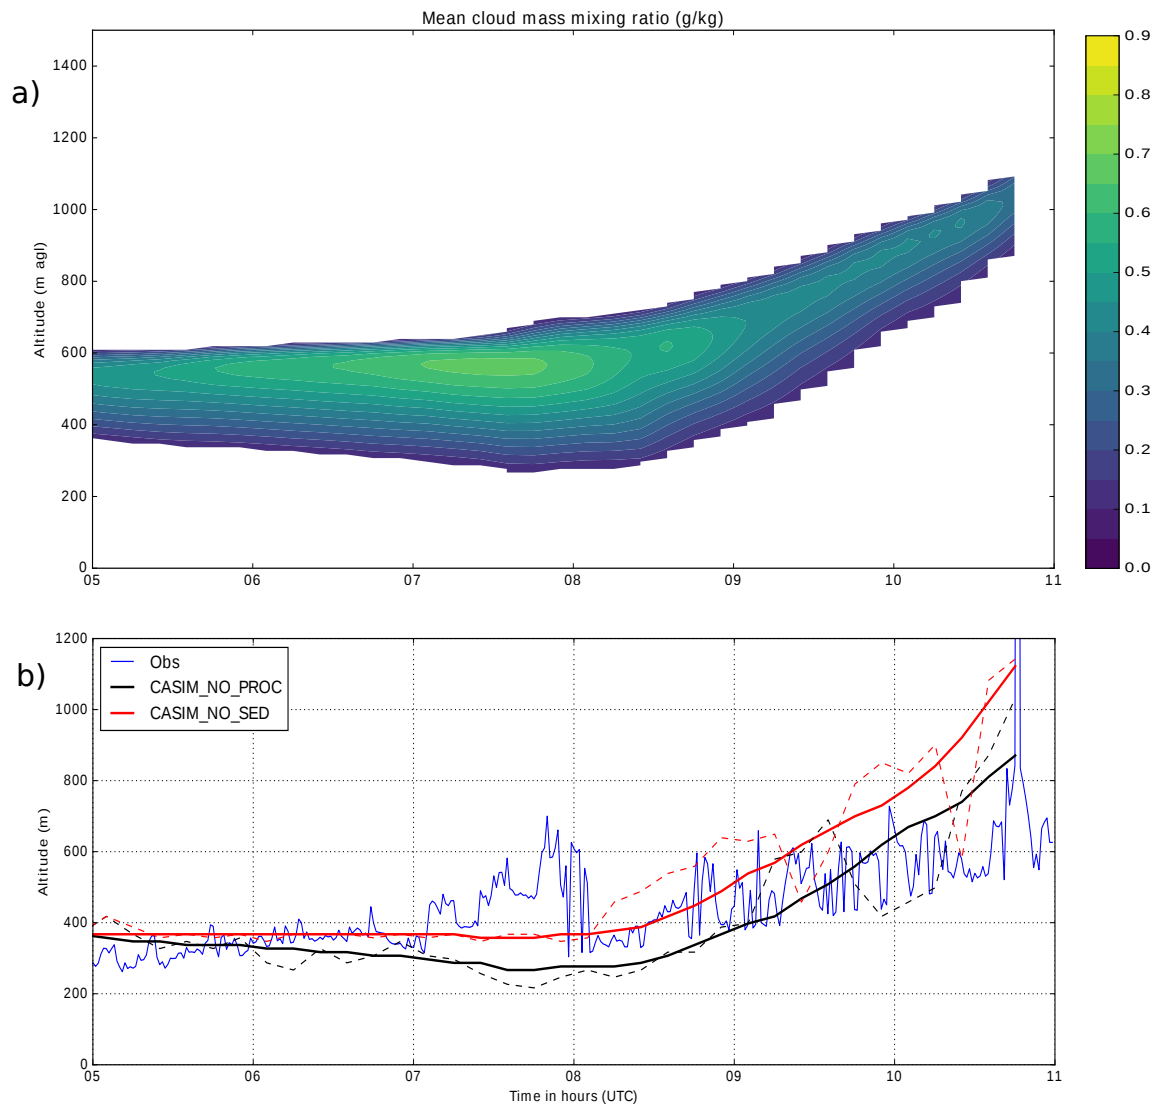 Mean cloud mass mixing ratio (g/kg)
a)
Altitude (m agl)
1400
1200
1000
800
600
400
200
0
05 06 07 08 09 10 11
0.9
0.8
0.7
0.6
0.5
0.4
0.3
0.2
0.1
0.0
b)
Altitude (m)
1200
1000
800
600
400
200
0
Obs
CASIM_NO_PROC
CASIM_NO_SED
05 06 07 08 09 10 11
Time in hours (UTC)